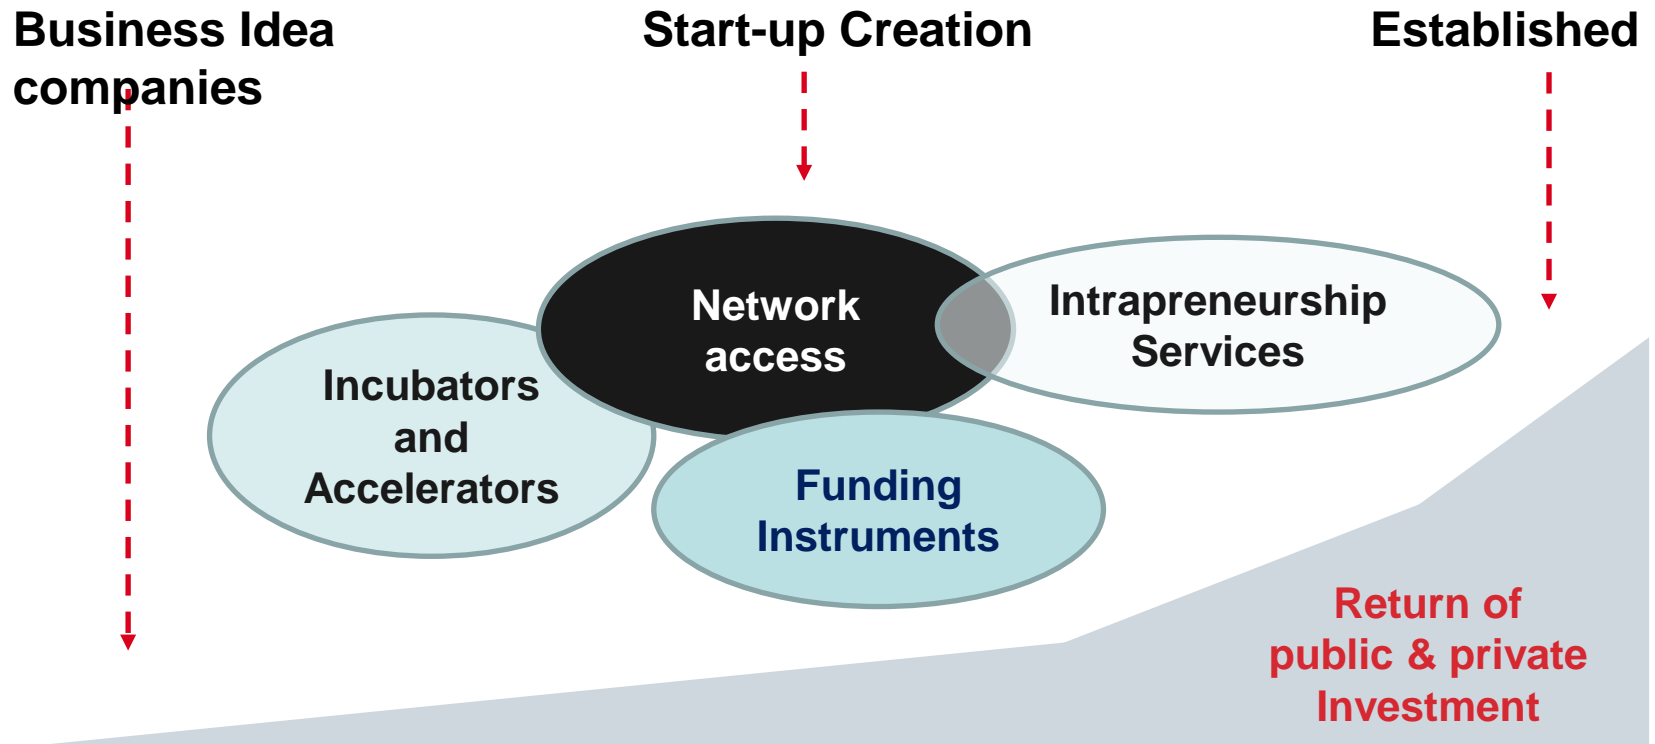 Business Idea Start-up Creation Established
companies
Network
access
Intrapreneurship
Services
Incubators
and
Accelerators
Funding
Instruments
Return of
public & private
Investment